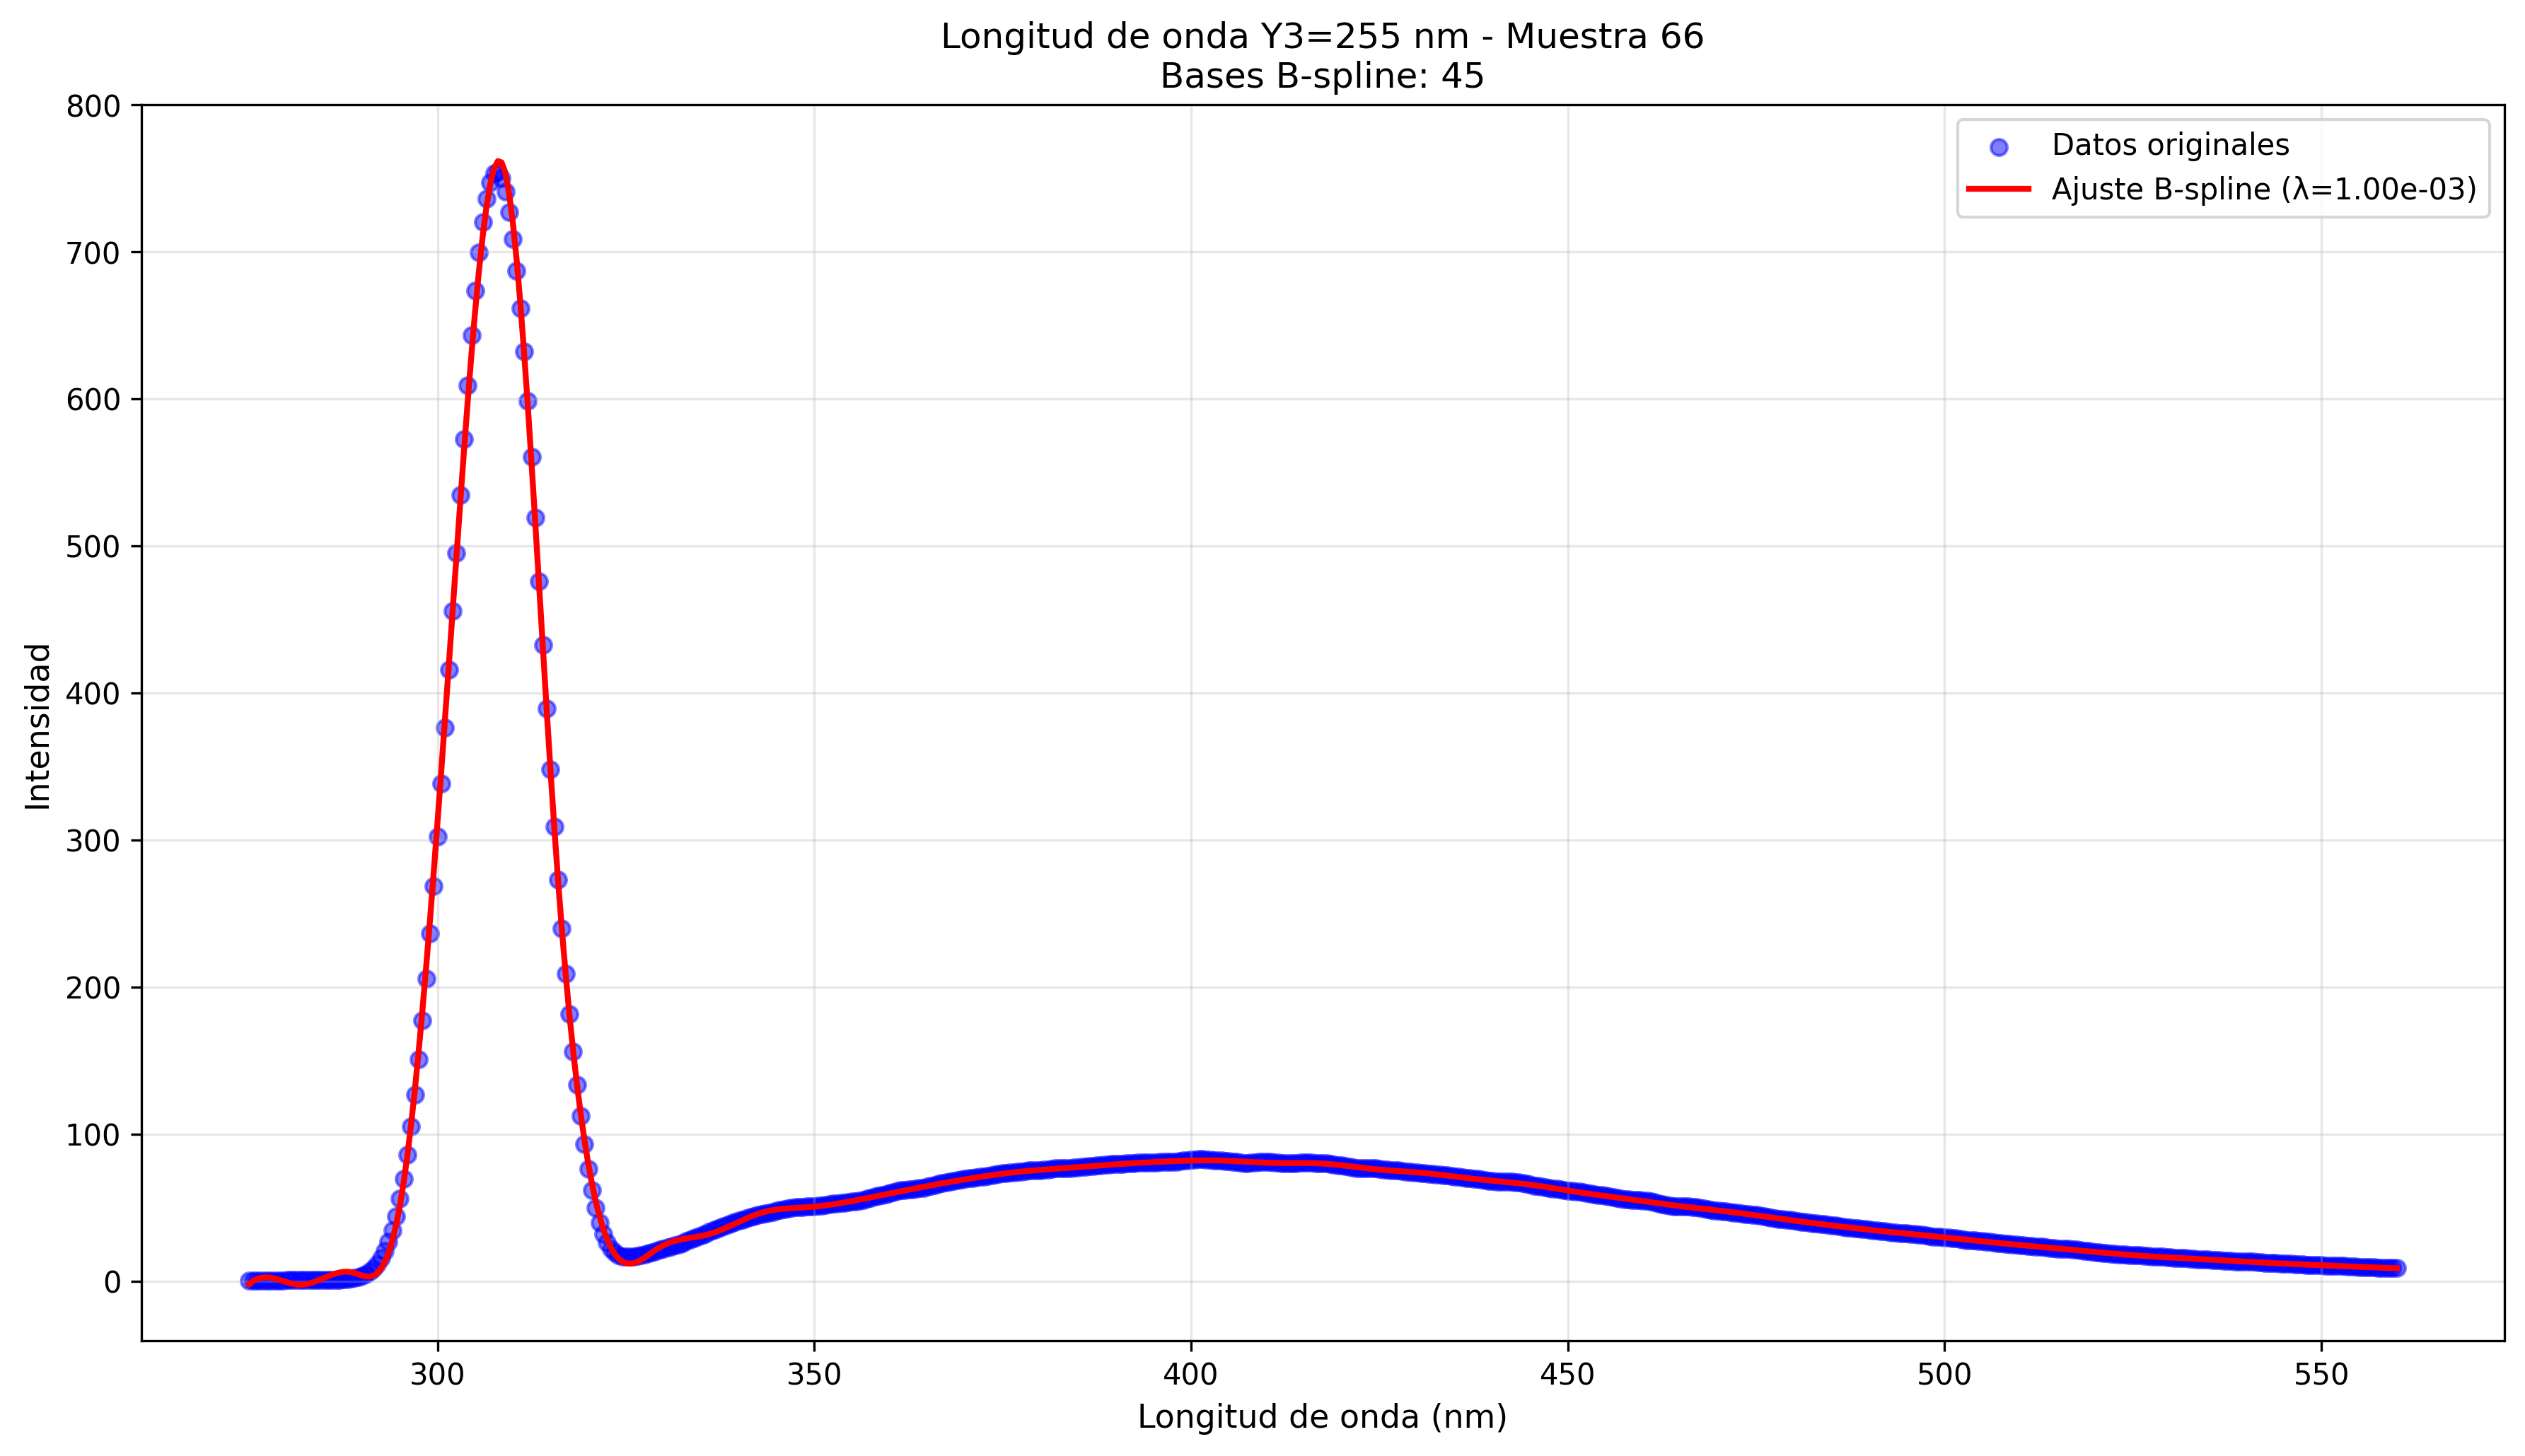 Longitud de onda Y3=255 nm - Muestra 66
Bases B-spline: 45
Datos originales
Ajuste B-spline (λ=1.00e-03)
Intensidad
800
700
600
500
400
300
200
100
0
300 350 400 450 500 550
Longitud de onda (nm)